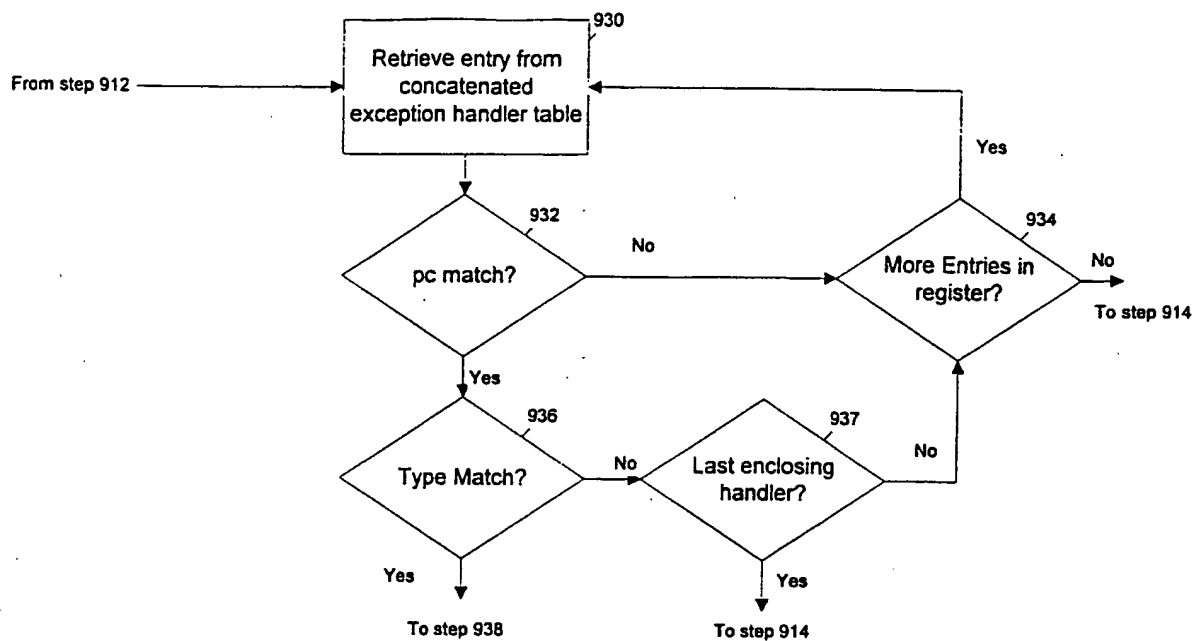 930
Retrieve entry from
concatenated
exception handler table
From step 912
Yes
932
No
934
pc match?
More Entries in
register?
No
To step 914
Yes
936
937
Type Match?
No
Last enclosing
handler?
No
Yes
Yes
To step 938
To step 914